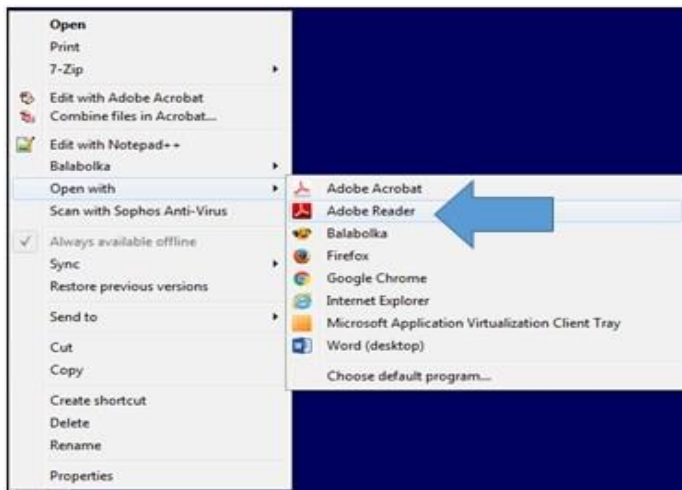 Open
Print
7-Zip
Edit with Adobe Acrobat
Combine files in Acrobat...
Edit with Notepad++
Balabolka
Open with
Scan with Sophos Anti-Virus
Always available offline
Sync
Restore previous versions
Send to
Cut
Copy
Create shortcut
Delete
Rename
Properties
Adobe Acrobat
Adobe Reader
Balabolka
Firefox
Google Chrome
Internet Explorer
Microsoft Application Virtualization Client Tray
Word (desktop)
Choose default program...